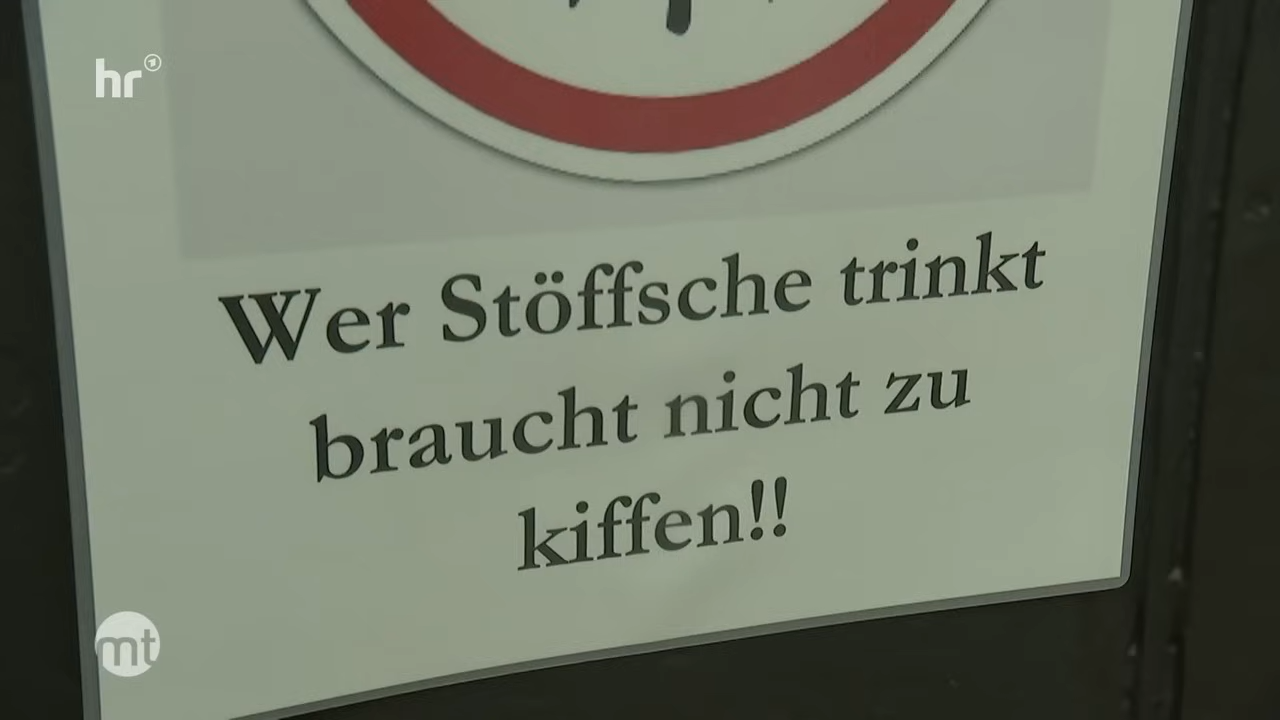 hr
Wer Stöffsche trinkt
braucht nicht zu
kiffen!!
mt